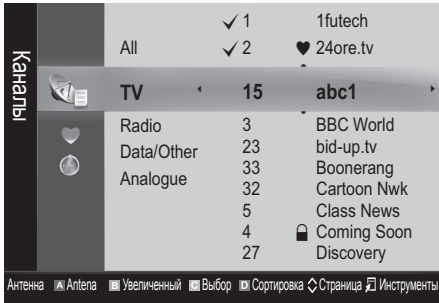 Каналы
✓ 1 1futech
All ✓ 2 ♥ 24ore.tv
TV 15 abc1
Radio 3 BBC World
Data/Other 23 bid-up.tv
Analogue 33 Boonerang
32 Cartoon Nwk
5 Class News
4 Coming Soon
27 Discovery
Антенна A Antena B Увеличенный C Выбор D Сортировка Страница Инструменты